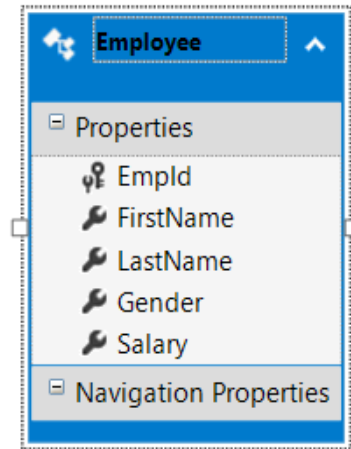 Employee
Properties
EmpId
FirstName
LastName
Gender
Salary
Navigation Properties